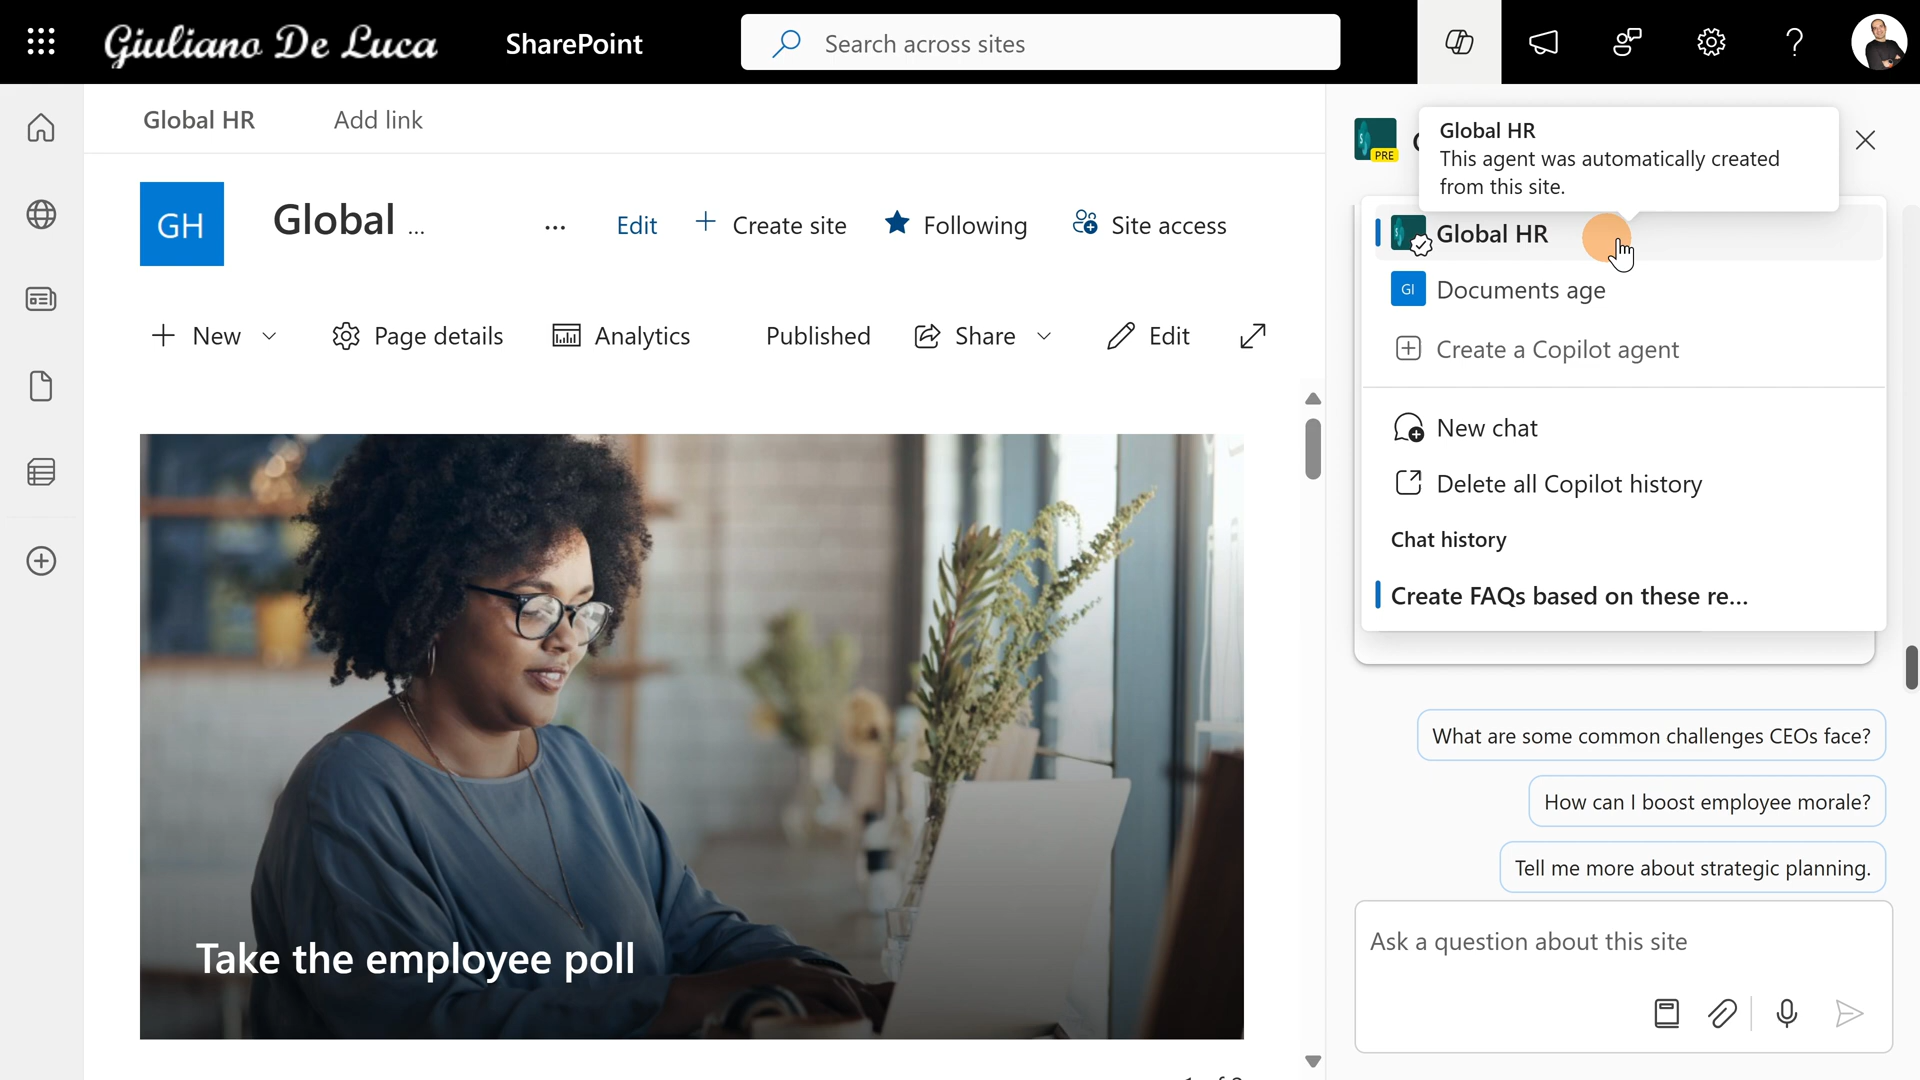 Giuliano De Luca
SharePoint
Search across sites
Global HR
Add link
GH
Global ...
...
Edit
Create site
Following
Site access
New
Page details
Analytics
Published
Share
Edit
Take the employee poll
PRE
Global HR
This agent was automatically created
from this site.
Global HR
GI
Documents age
Create a Copilot agent
New chat
Delete all Copilot history
Chat history
Create FAQs based on these re...
What are some common challenges CEOs face?
How can I boost employee morale?
Tell me more about strategic planning.
Ask a question about this site